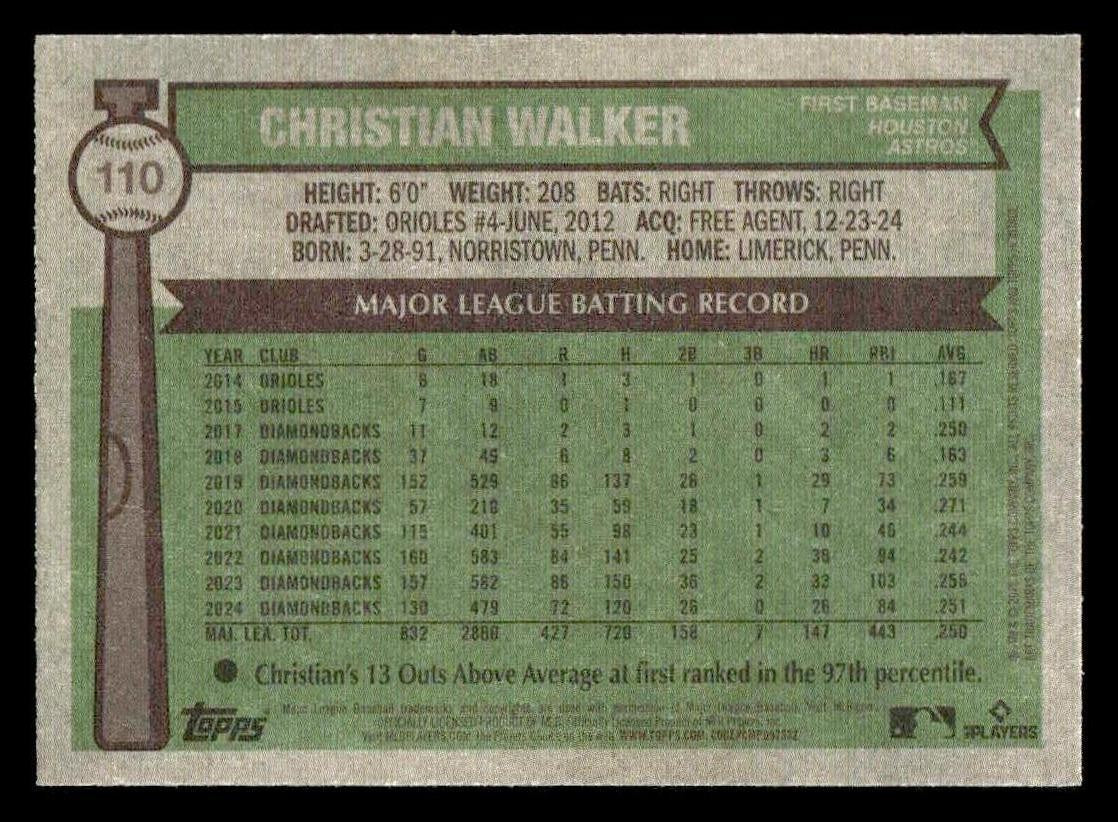 CHRISTIAN WALKER
FIRST BASEMAN
HOUSTON
ASTROS
110
HEIGHT: 6'0" WEIGHT: 208 BATS: RIGHT THROWS: RIGHT
DRAFTED: ORIOLES #4-JUNE, 2012 ACQ: FREE AGENT, 12-23-24
BORN: 3-28-91, NORRISTOWN, PENN. HOME: LIMERICK, PENN.
MAJOR LEAGUE BATTING RECORD
YEAR CLUB G AB R H 2B 3B HR RBI AVG
2014 ORIOLES 6 18 1 3 1 0 1 1 .167
2015 ORIOLES 7 9 0 1 0 0 0 0 .111
2017 DIAMONDBACKS 11 12 2 3 1 0 2 2 .250
2018 DIAMONDBACKS 37 49 6 8 2 0 3 6 .163
2019 DIAMONDBACKS 152 529 86 137 26 1 29 73 .259
2020 DIAMONDBACKS 57 218 35 59 18 1 7 34 .271
2021 DIAMONDBACKS 115 401 55 98 23 1 10 46 .244
2022 DIAMONDBACKS 160 583 84 141 25 2 36 94 .242
2023 DIAMONDBACKS 157 582 86 150 36 2 33 103 .258
2024 DIAMONDBACKS 130 479 72 120 26 0 26 84 .251
MAJ. LEA. TOT. 832 2880 427 720 158 7 147 443 .250
Christian's 13 Outs Above Average at first ranked in the 97th percentile.
Topps
PLAYERS